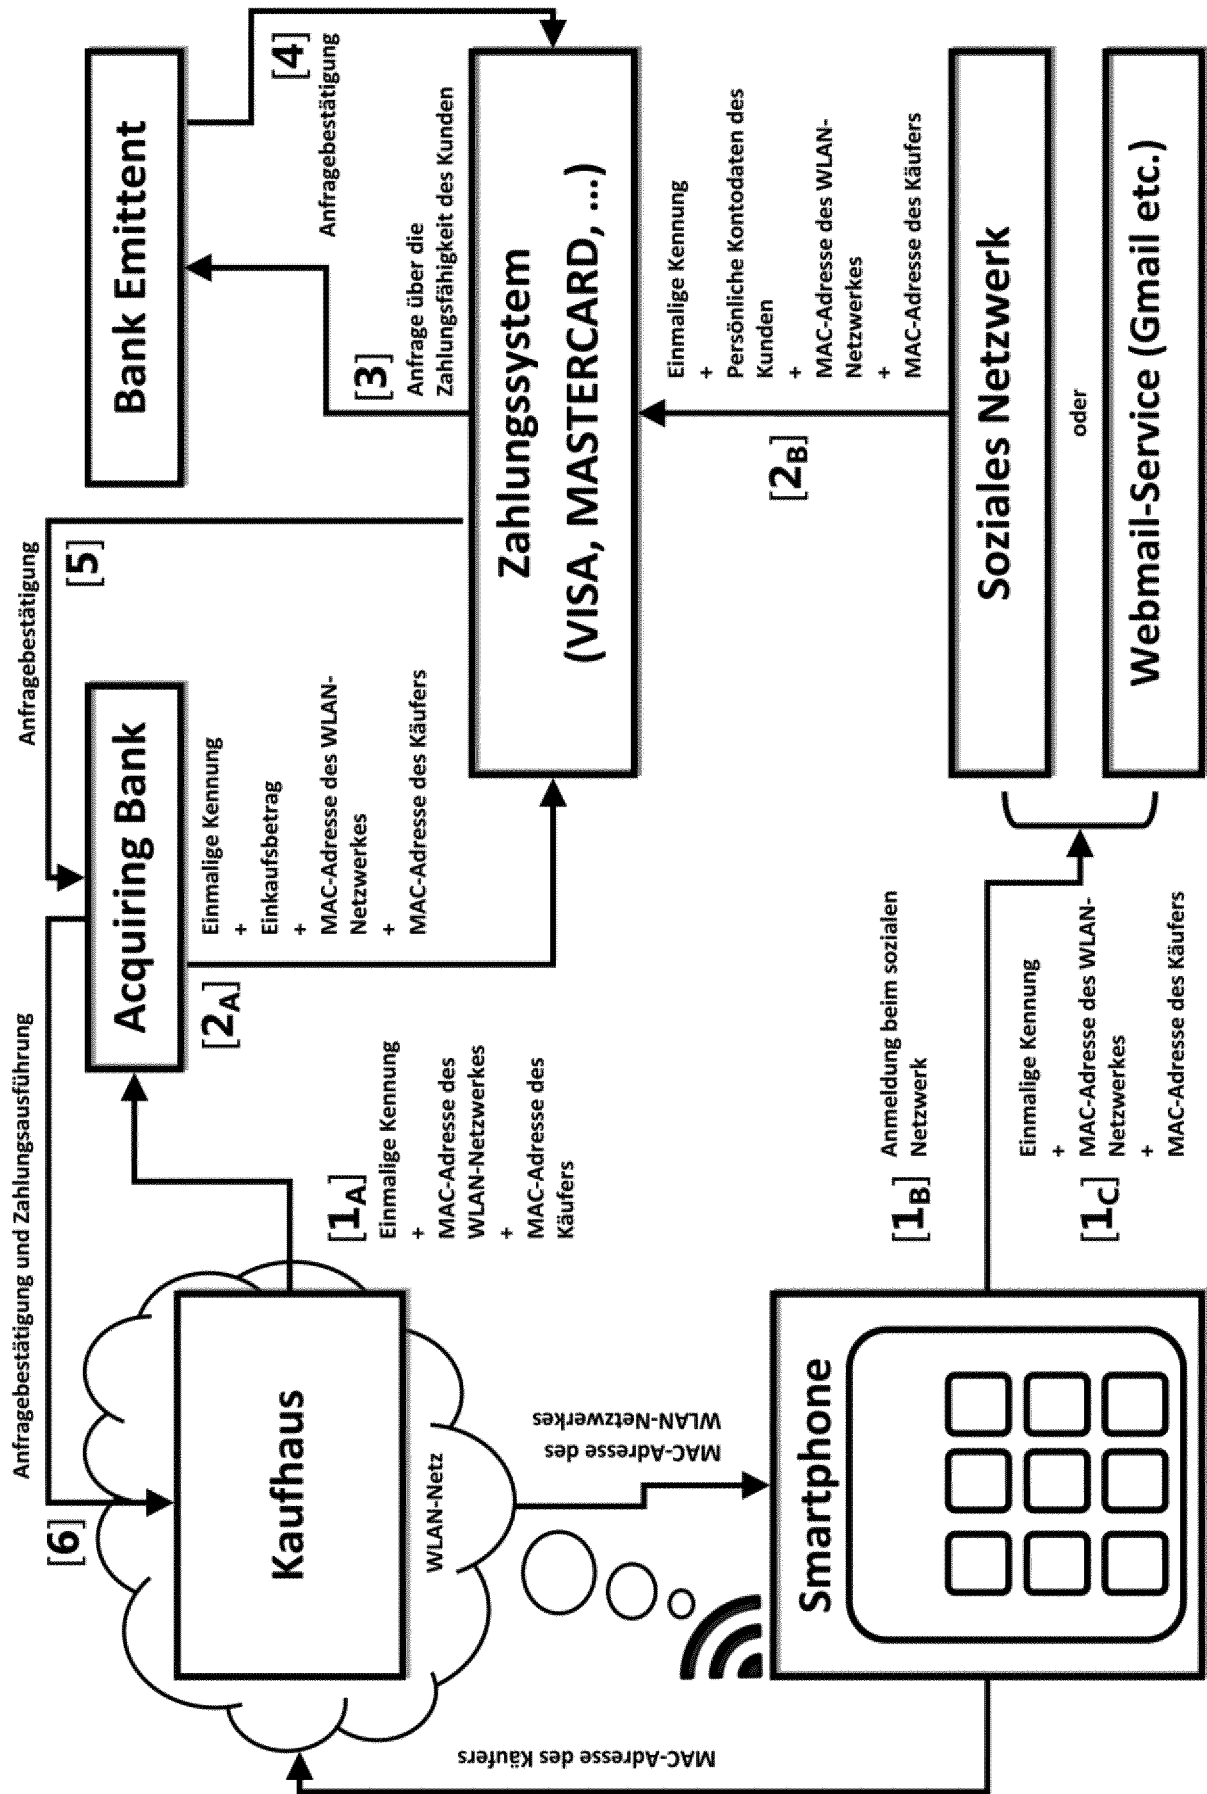 Anfragebestätigung und Zahlungsausführung
[6]
Kaufhaus
WLAN-Netz
[1A]
Einmalige Kennung
+
MAC-Adresse des
WLAN-Netzwerkes
+
MAC-Adresse des
Käufers
Anfragebestätigung
[5]
Acquiring Bank
[2A]
Einmalige Kennung
+
Einkaufsbetrag
+
MAC-Adresse des WLAN-
Netzwerkes
+
MAC-Adresse des Käufers
Bank Emittent
[4]
Anfragebestätigung
[3]
Anfrage über die
Zahlungsfähigkeit des Kunden
Zahlungssystem
(VISA, MASTERCARD, ...)
[2B]
Einmalige Kennung
+
Persönliche Kontodaten des
Kunden
+
MAC-Adresse des WLAN-
Netzwerkes
+
MAC-Adresse des Käufers
Soziales Netzwerk
oder
Webmail-Service (Gmail etc.)
MAC-Adresse des
WLAN-Netzwerkes
MAC-Adresse des Käufers
Smartphone
[1B]
Anmeldung beim sozialen
Netzwerk
[1C]
Einmalige Kennung
+
MAC-Adresse des WLAN-
Netzwerkes
+
MAC-Adresse des Käufers